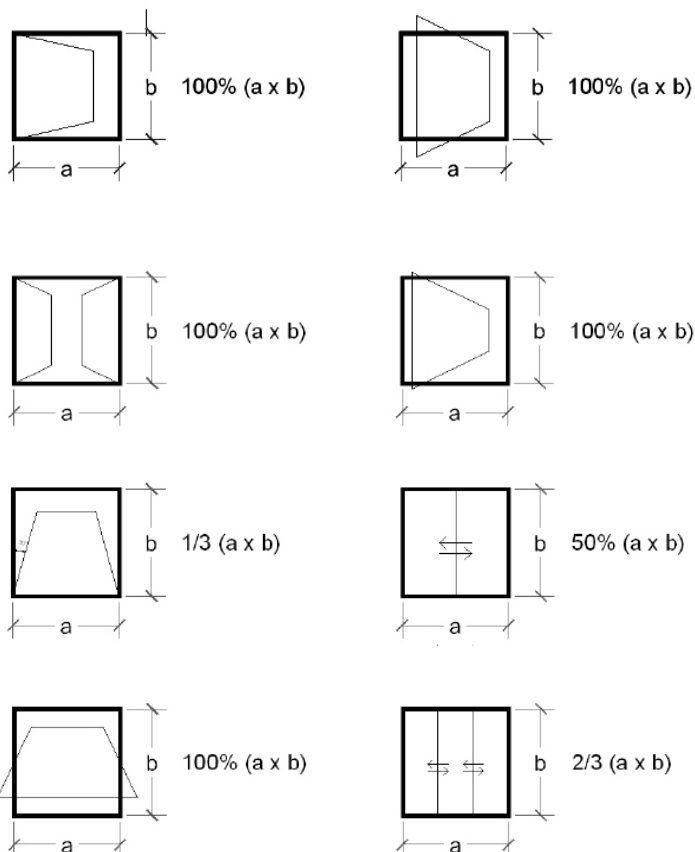 b 100% (a x b) b 100% (a x b)
a a
b 100% (a x b) b 100% (a x b)
a a
b 1/3 (a x b) b 50% (a x b)
a a
b 100% (a x b) b 2/3 (a x b)
a a